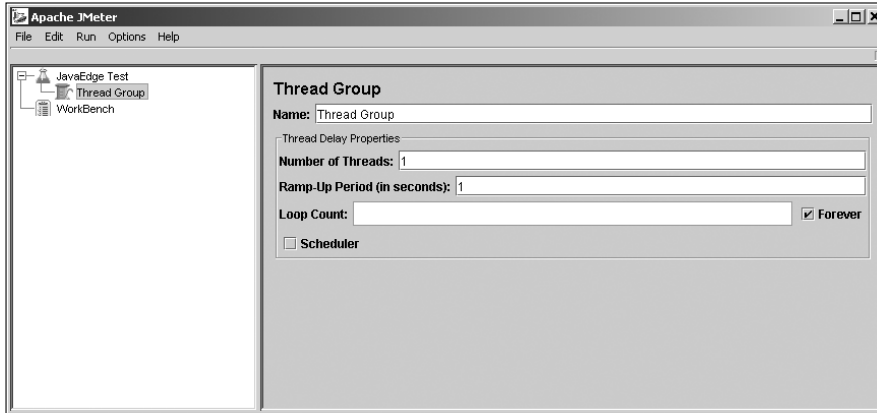 Apache JMeter
File Edit Run Options Help
JavaEdge Test
Thread Group
WorkBench
Thread Group
Name: Thread Group
Thread Delay Properties
Number of Threads: 1
Ramp-Up Period (in seconds): 1
Loop Count: Forever
Scheduler